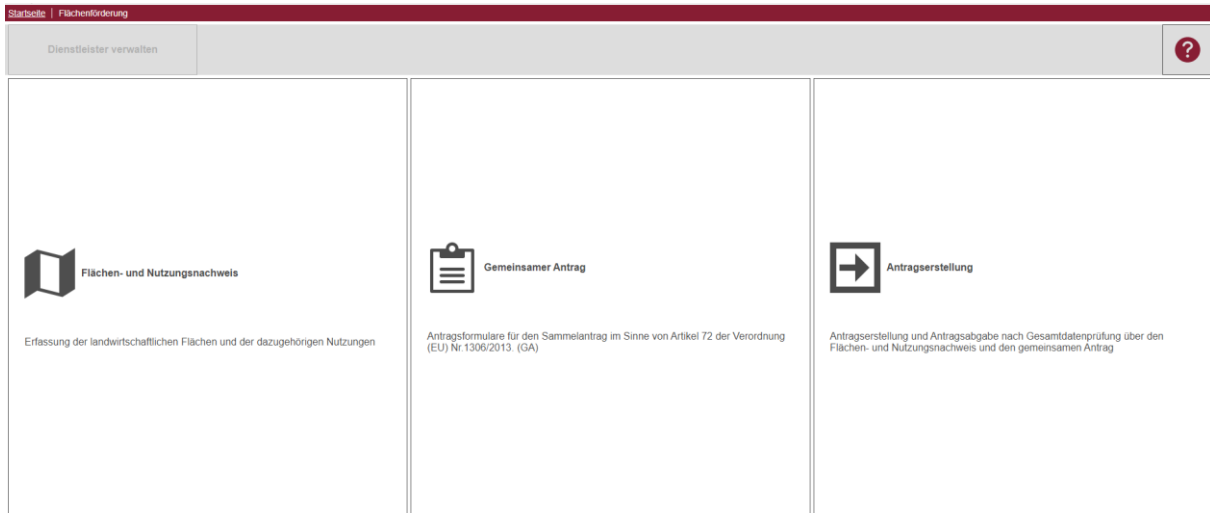 Startseite | Flächenförderung
Dienstleister verwalten
?
Flächen- und Nutzungsnachweis
Erfassung der landwirtschaftlichen Flächen und der dazugehörigen Nutzungen
Gemeinsamer Antrag
Antragsformulare für den Sammelantrag im Sinne von Artikel 72 der Verordnung
(EU) Nr.1306/2013. (GA)
Antragserstellung
Antragserstellung und Antragsabgabe nach Gesamtdatenprüfung über den
Flächen- und Nutzungsnachweis und den gemeinsamen Antrag